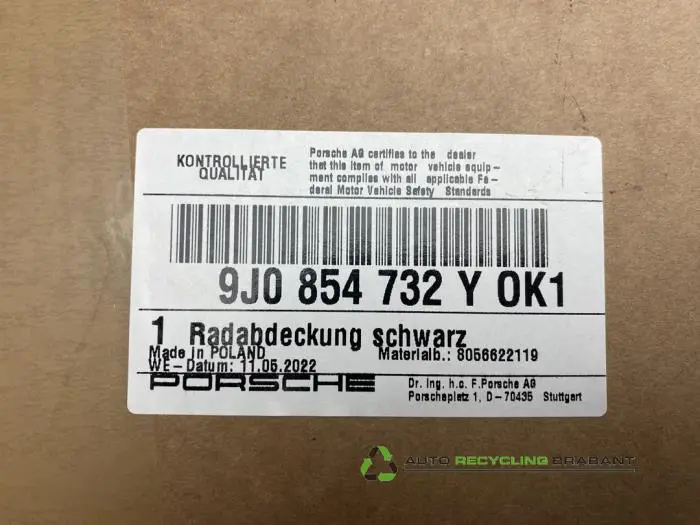 KONTROLLIERTE
QUALITÄT
Porsche AG certifies to the dealer
that this item of motor vehicle equip-
ment complies with all applicable Fe-
deral Motor Vehicle Safety Standards
9J0 854 732 Y OK1
1 Radabdeckung schwarz
Made in POLAND Materialb.: 8056622119
WE-Datum: 11.05.2022
PORSCHE
Dr. Ing. h.c. F.Porsche AG
Porscheplatz 1, D-70435 Stuttgart
AUTO RECYCLING BRABANT